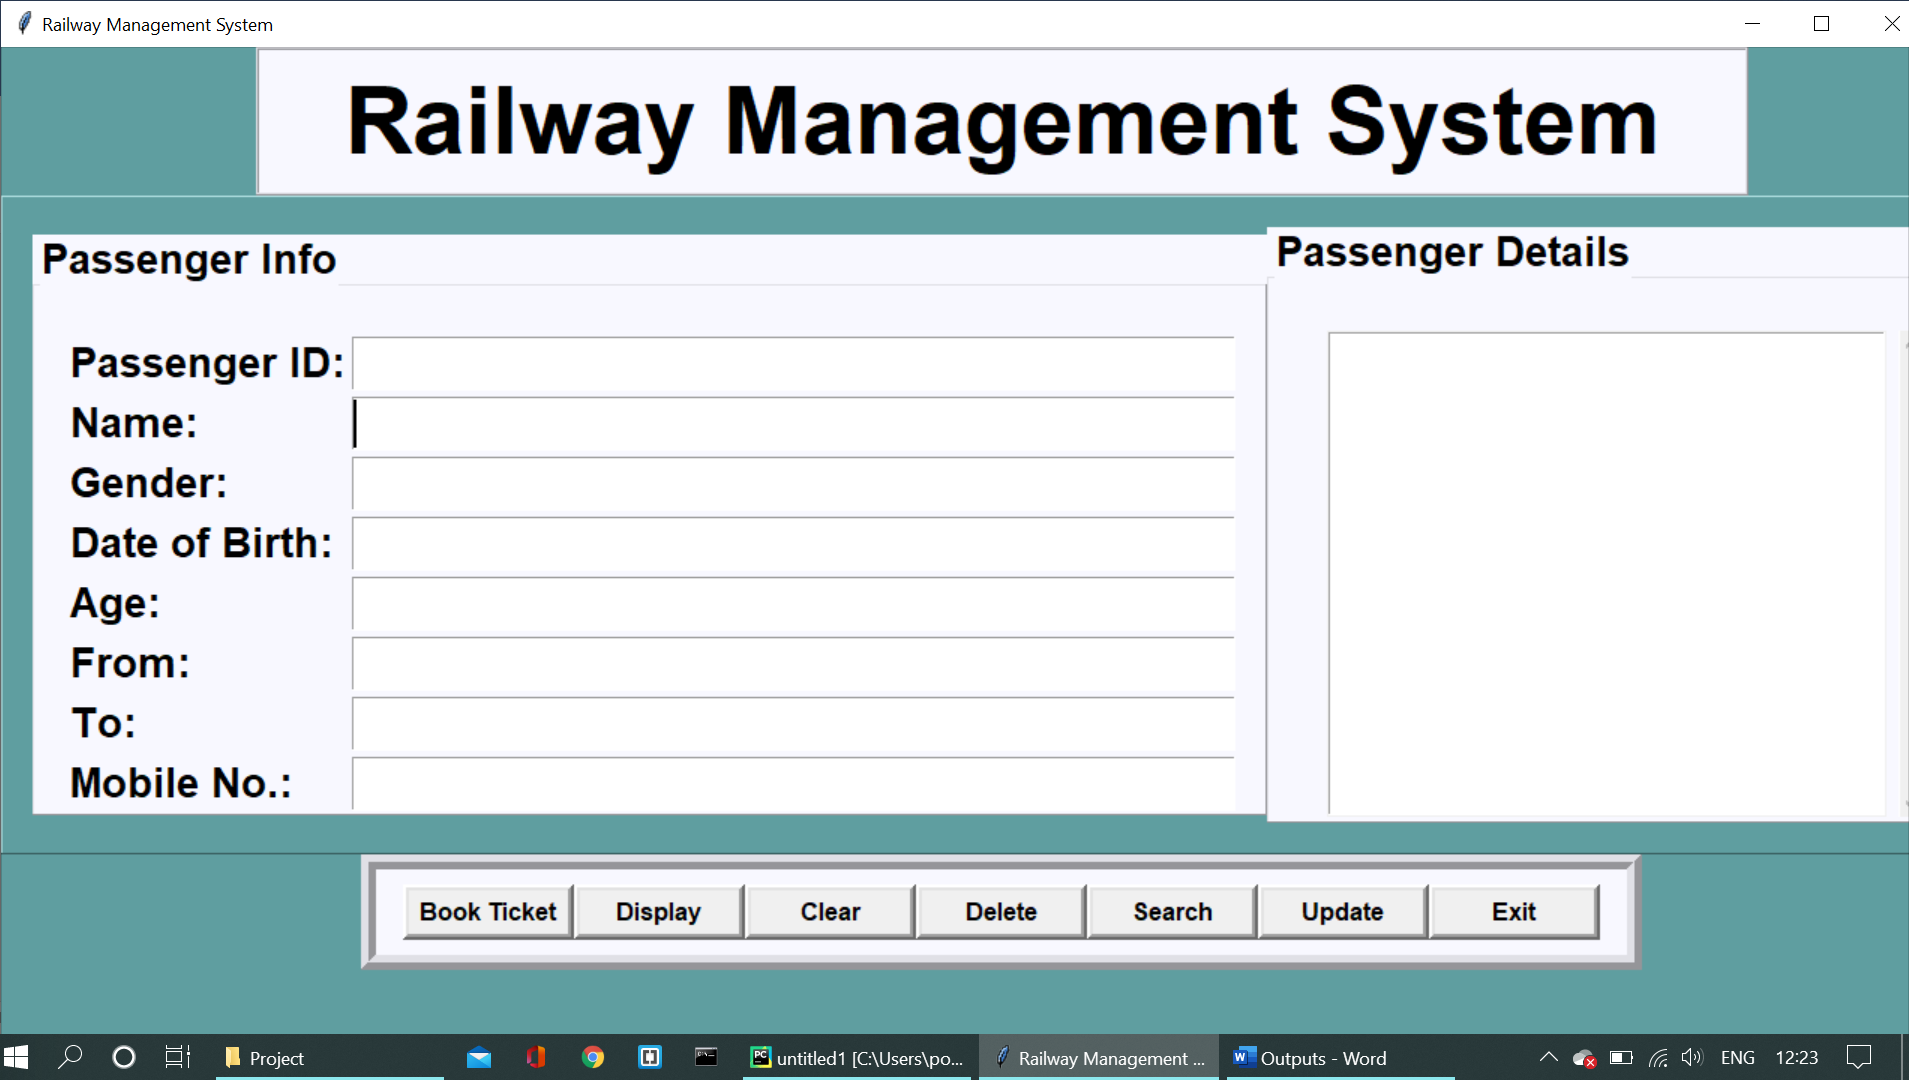 Railway Management System
Railway Management System
Passenger Info
Passenger Details
Passenger ID:
Name:
Gender:
Date of Birth:
Age:
From:
To:
Mobile No.:
Book Ticket Display Clear Delete Search Update Exit
Project PC untitled1 [C:\Users\po... Railway Management ... W Outputs - Word ENG 12:23